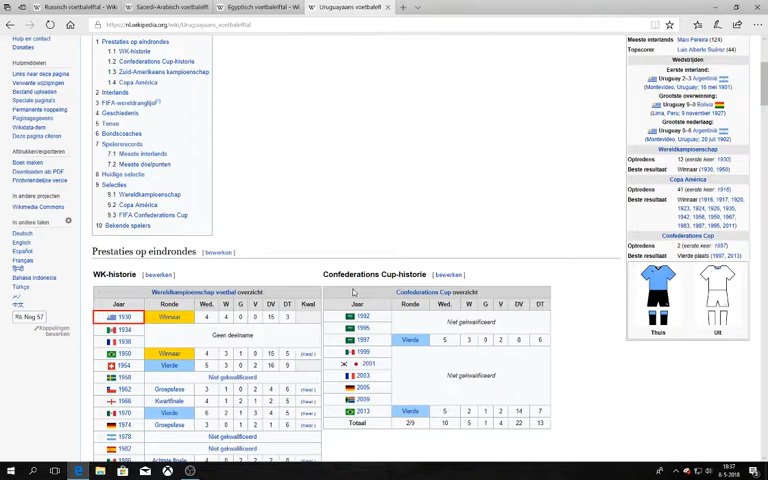 Russisch voetbalelftal - Wi
Saoedi-Arabisch voetbalelft
Egyptisch voetbalelftal - Wi
Uruguayaans voetbalelf
https://nl.wikipedia.org/wiki/Uruguayaans_voetbalelftal
Hulp en contact
Donaties
Hulpmiddelen
Links naar deze pagina
Verwante wijzigingen
Bestand uploaden
Speciale pagina's
Permanente koppeling
Paginagegevens
Wikidata-item
Deze pagina citeren
Afdrukken/exporteren
Boek maken
Downloaden als PDF
Printvriendelijke versie
In andere projecten
Wikimedia Commons
In andere talen
Deutsch
English
Español
Français
हिन्दी
Bahasa Indonesia
Türkçe
中文
Nog 57
Koppelingen
bewerken
1 Prestaties op eindrondes
1.1 WK-historie
1.2 Confederations Cup-historie
1.3 Zuid-Amerikaans kampioenschap
1.4 Copa América
2 Interlands
3 FIFA-wereldranglijst
4 Geschiedenis
5 Tenue
6 Bondscoaches
7 Spelersrecords
7.1 Meeste interlands
7.2 Meeste doelpunten
8 Huidige selectie
9 Selecties
9.1 Wereldkampioenschap
9.2 Copa América
9.3 FIFA Confederations Cup
10 Bekende spelers
Prestaties op eindrondes [bewerken]
WK-historie [bewerken]
Wereldkampioenschap voetbal overzicht
Jaar Ronde Wed. W G V DV DT Kwal
1930 Winnaar 4 4 0 0 15 3
1934 Geen deelname
1938
1950 Winnaar 4 3 1 0 15 5 (Kwal.)
1954 Vierde 5 3 0 2 16 9
1958 Niet gekwalificeerd
1962 Groepsfase 3 1 0 2 4 6 (Kwal.)
1966 Kwartfinale 4 1 2 1 2 5 (Kwal.)
1970 Vierde 6 2 1 3 4 5 (Kwal.)
1974 Groepsfase 3 0 1 2 1 6 (Kwal.)
1978 Niet gekwalificeerd
1982 Niet gekwalificeerd
Confederations Cup-historie [bewerken]
Confederations Cup overzicht
Jaar Ronde Wed. W G V DV DT
1992 Niet gekwalificeerd
1995
1997 Vierde 5 3 0 2 8 6
1999 Niet gekwalificeerd
2001
2003
2005
2009
2013 Vierde 5 2 1 2 14 7
Totaal 2/9 10 5 1 4 22 13
Meeste interlands Maxi Pereira (124)
Topscorer Luis Alberto Suárez (44)
Wedstrijden
Eerste interland:
Uruguay 2–3 Argentinië
(Montevideo, Uruguay; 16 mei 1901)
Grootste overwinning:
Uruguay 9–0 Bolivia
(Lima, Peru; 9 november 1927)
Grootste nederlaag:
Uruguay 0–6 Argentinië
(Montevideo, Uruguay; 20 juli 1902)
Wereldkampioenschap
Optredens 12 (eerste keer: 1930)
Beste resultaat Winnaar (1930, 1950)
Copa América
Optredens 41 (eerste keer: 1916)
Beste resultaat Winnaar (1916, 1917, 1920,
1923, 1924, 1926, 1935,
1942, 1956, 1959, 1967,
1983, 1987, 1995, 2011)
Confederations Cup
Optredens 2 (eerste keer: 1997)
Beste resultaat Vierde plaats (1997, 2013)
Thuis Uit
18:37
8-5-2018